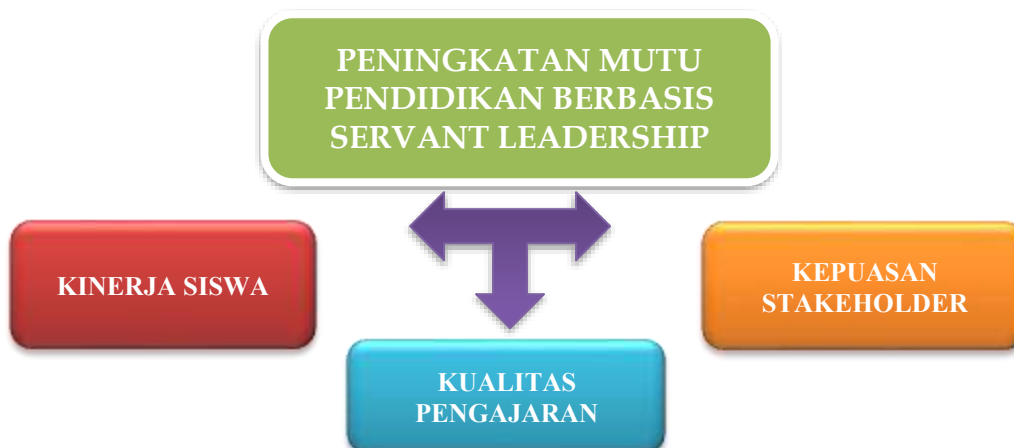 PENINGKATAN MUTU
PENDIDIKAN BERBASIS
SERVANT LEADERSHIP
KINERJA SISWA
KEPUASAN
STAKEHOLDER
KUALITAS
PENGAJARAN